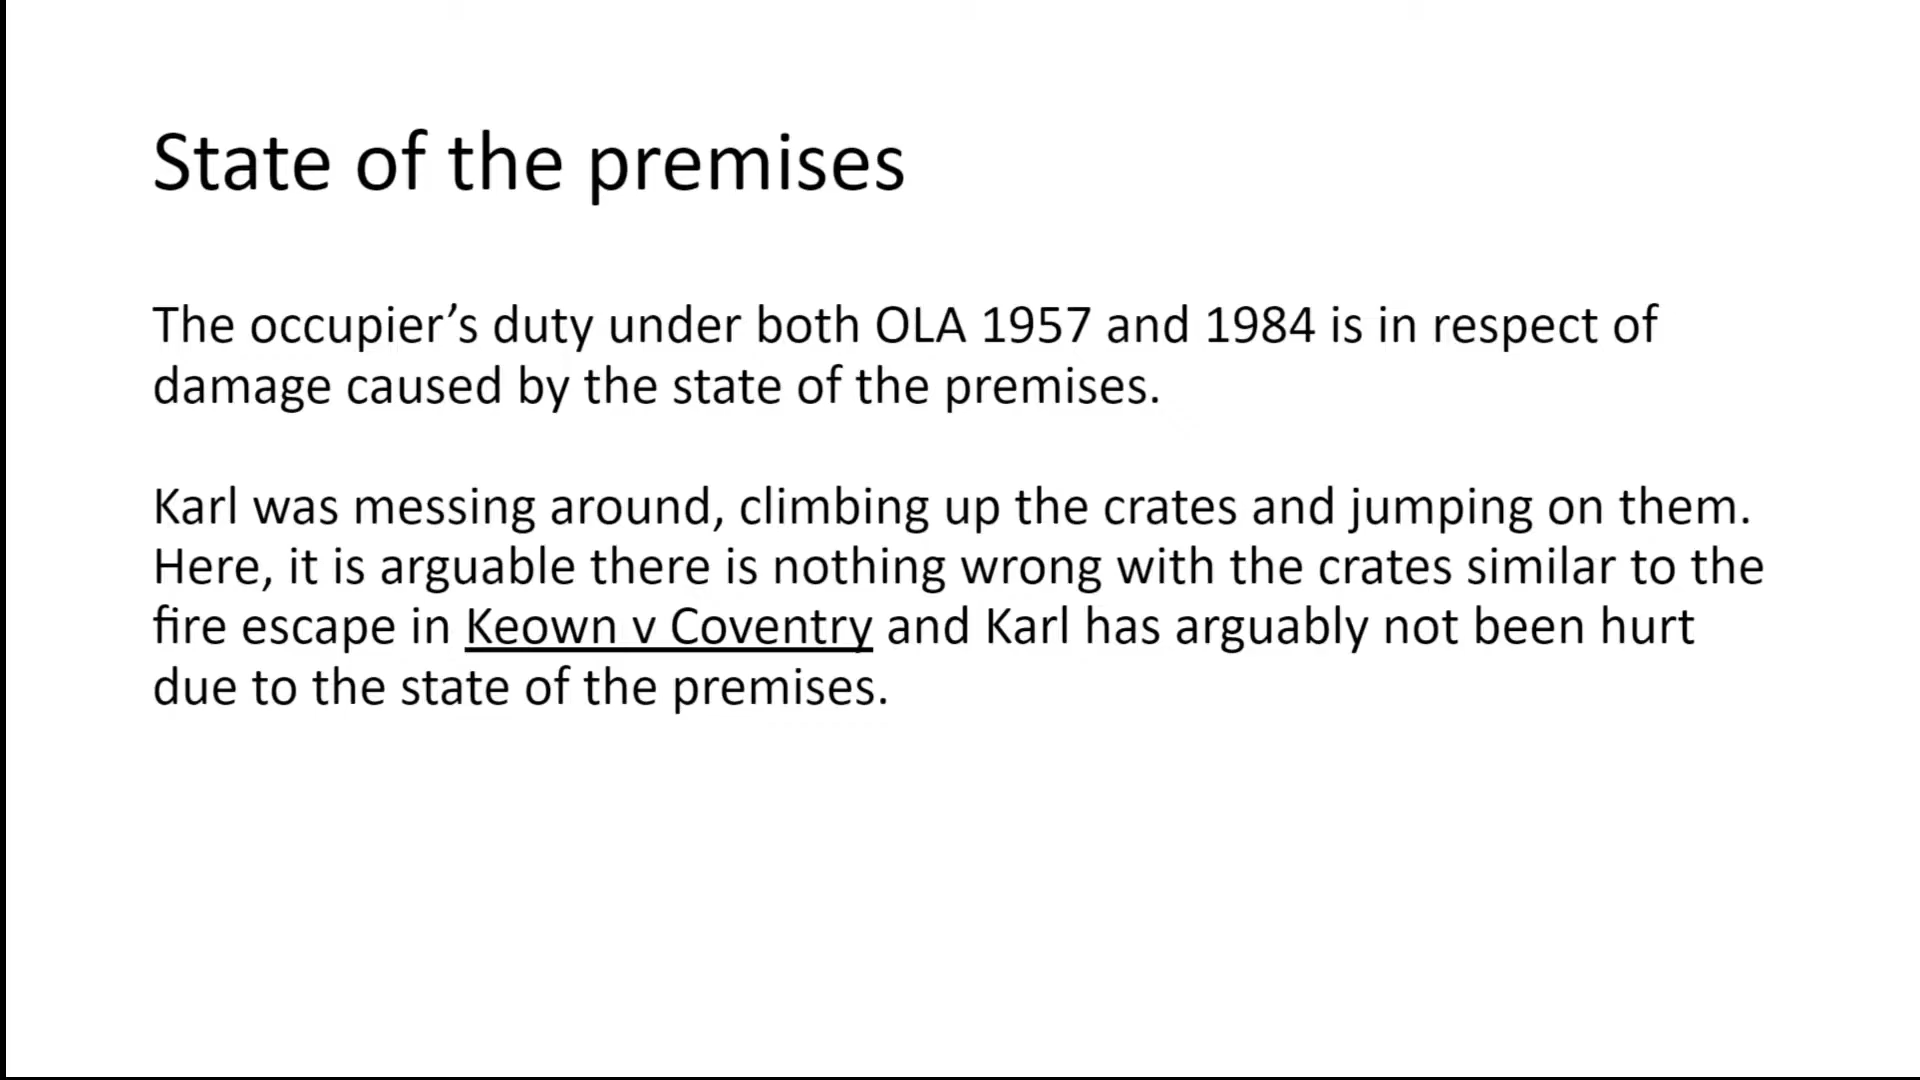 State of the premises
The occupier’s duty under both OLA 1957 and 1984 is in respect of
damage caused by the state of the premises.
Karl was messing around, climbing up the crates and jumping on them.
Here, it is arguable there is nothing wrong with the crates similar to the
fire escape in Keown v Coventry and Karl has arguably not been hurt
due to the state of the premises.